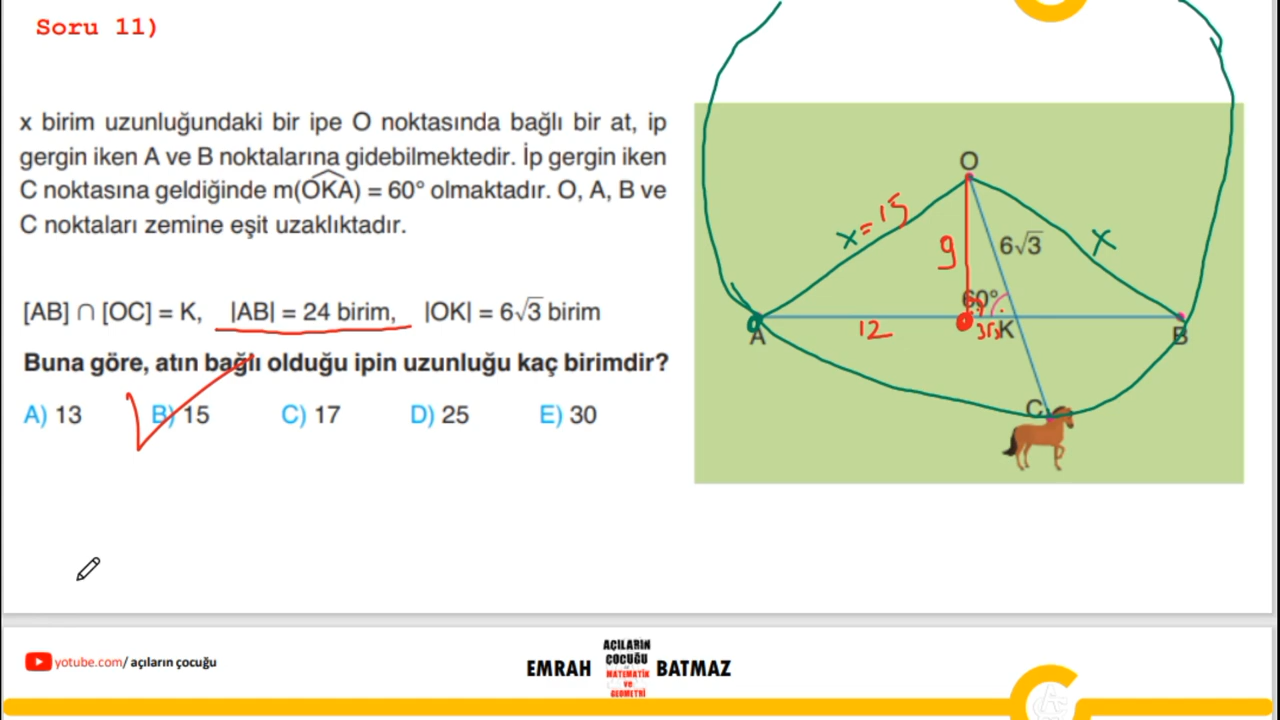 Soru 11)
x birim uzunluğundaki bir ipe O noktasında bağlı bir at, ip
gergin iken A ve B noktalarına gidebilmektedir. İp gergin iken
C noktasına geldiğinde m(OKA) = 60° olmaktadır. O, A, B ve
C noktaları zemine eşit uzaklıktadır.
[AB] ∩ [OC] = K, |AB| = 24 birim, |OK| = 6√3 birim
Buna göre, atın bağlı olduğu ipin uzunluğu kaç birimdir?
A) 13 B) 15 C) 17 D) 25 E) 30
O
x = 15
9
6√3
x
60°
A
12
3√3
K
B
C
yotube.com/ açıların çocuğu
EMRAH
AÇILARIN
ÇOCUĞU
MATEMATİK
ve
GEOMETRİ
BATMAZ